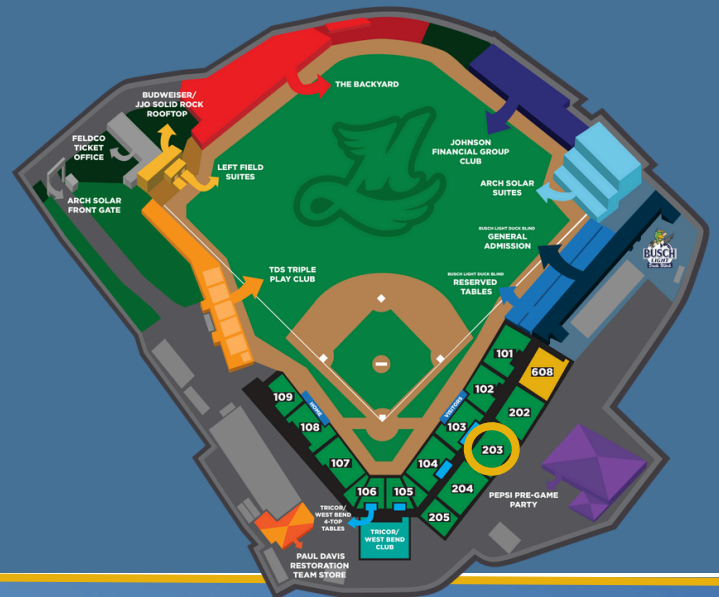 THE BACKYARD
BUDWEISER/
JJO SOLID ROCK
ROOFTOP
FELDCO
TICKET
OFFICE
JOHNSON
FINANCIAL GROUP
CLUB
LEFT FIELD
SUITES
ARCH SOLAR
SUITES
ARCH SOLAR
FRONT GATE
BUSCH LIGHT DUCK BLIND
GENERAL
ADMISSION
BUSCH
LIGHT
Duck Blind
TDS TRIPLE
PLAY CLUB
BUSCH LIGHT DUCK BLIND
RESERVED
TABLES
101
608
102
109
HOME
VISITORS
202
108
103
203
107
104
106
105
204
205
PEPSI PRE-GAME
PARTY
TRICOR/
WEST BEND
4-TOP
TABLES
TRICOR/
WEST BEND
CLUB
PAUL DAVIS
RESTORATION
TEAM STORE